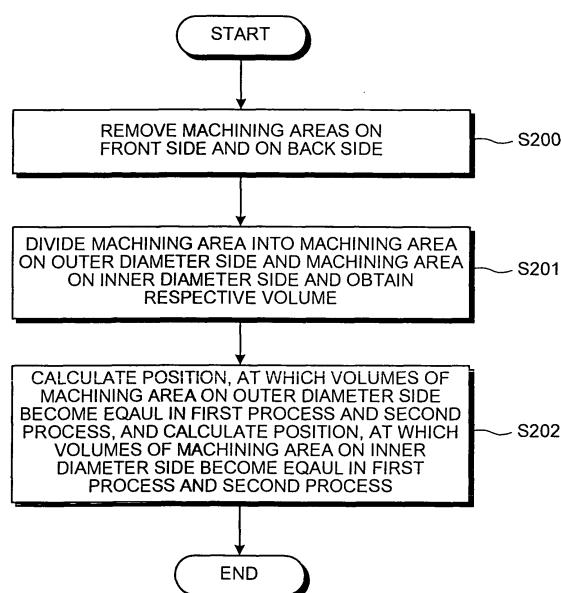 START
REMOVE MACHINING AREAS ON
FRONT SIDE AND ON BACK SIDE
S200
DIVIDE MACHINING AREA INTO MACHINING AREA
ON OUTER DIAMETER SIDE AND MACHINING AREA
ON INNER DIAMETER SIDE AND OBTAIN
RESPECTIVE VOLUME
S201
CALCULATE POSITION, AT WHICH VOLUMES OF
MACHINING AREA ON OUTER DIAMETER SIDE
BECOME EQAUL IN FIRST PROCESS AND SECOND
PROCESS, AND CALCULATE POSITION, AT WHICH
VOLUMES OF MACHINING AREA ON INNER
DIAMETER SIDE BECOME EQAUL IN FIRST
PROCESS AND SECOND PROCESS
S202
END